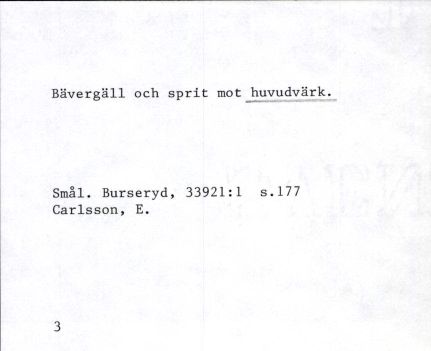 Bävergäll och sprit mot huvudvärk.
Smål. Burseryd, 33921:1 s.177
Carlsson, E.
3